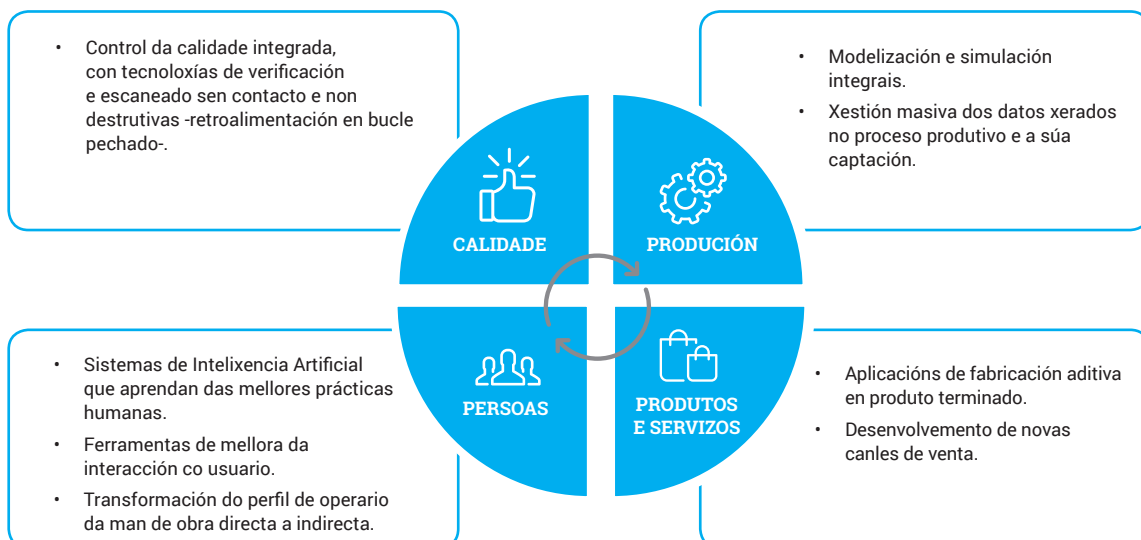 • Control da calidade integrada,
con tecnoloxías de verificación
e escaneado sen contacto e non
destrutivas -retroalimentación en bucle
pechado-.
• Modelización e simulación
integrais.
• Xestión masiva dos datos xerados
no proceso produtivo e a súa
captación.
CALIDADE
PRODUCIÓN
• Sistemas de Intelixencia Artificial
que aprendan das mellores prácticas
humanas.
• Ferramentas de mellora da
interacción co usuario.
• Transformación do perfil de operario
da man de obra directa a indirecta.
PERSOAS
PRODUTOS
E SERVIZOS
• Aplicacións de fabricación aditiva
en produto terminado.
• Desenvolvemento de novas
canles de venta.